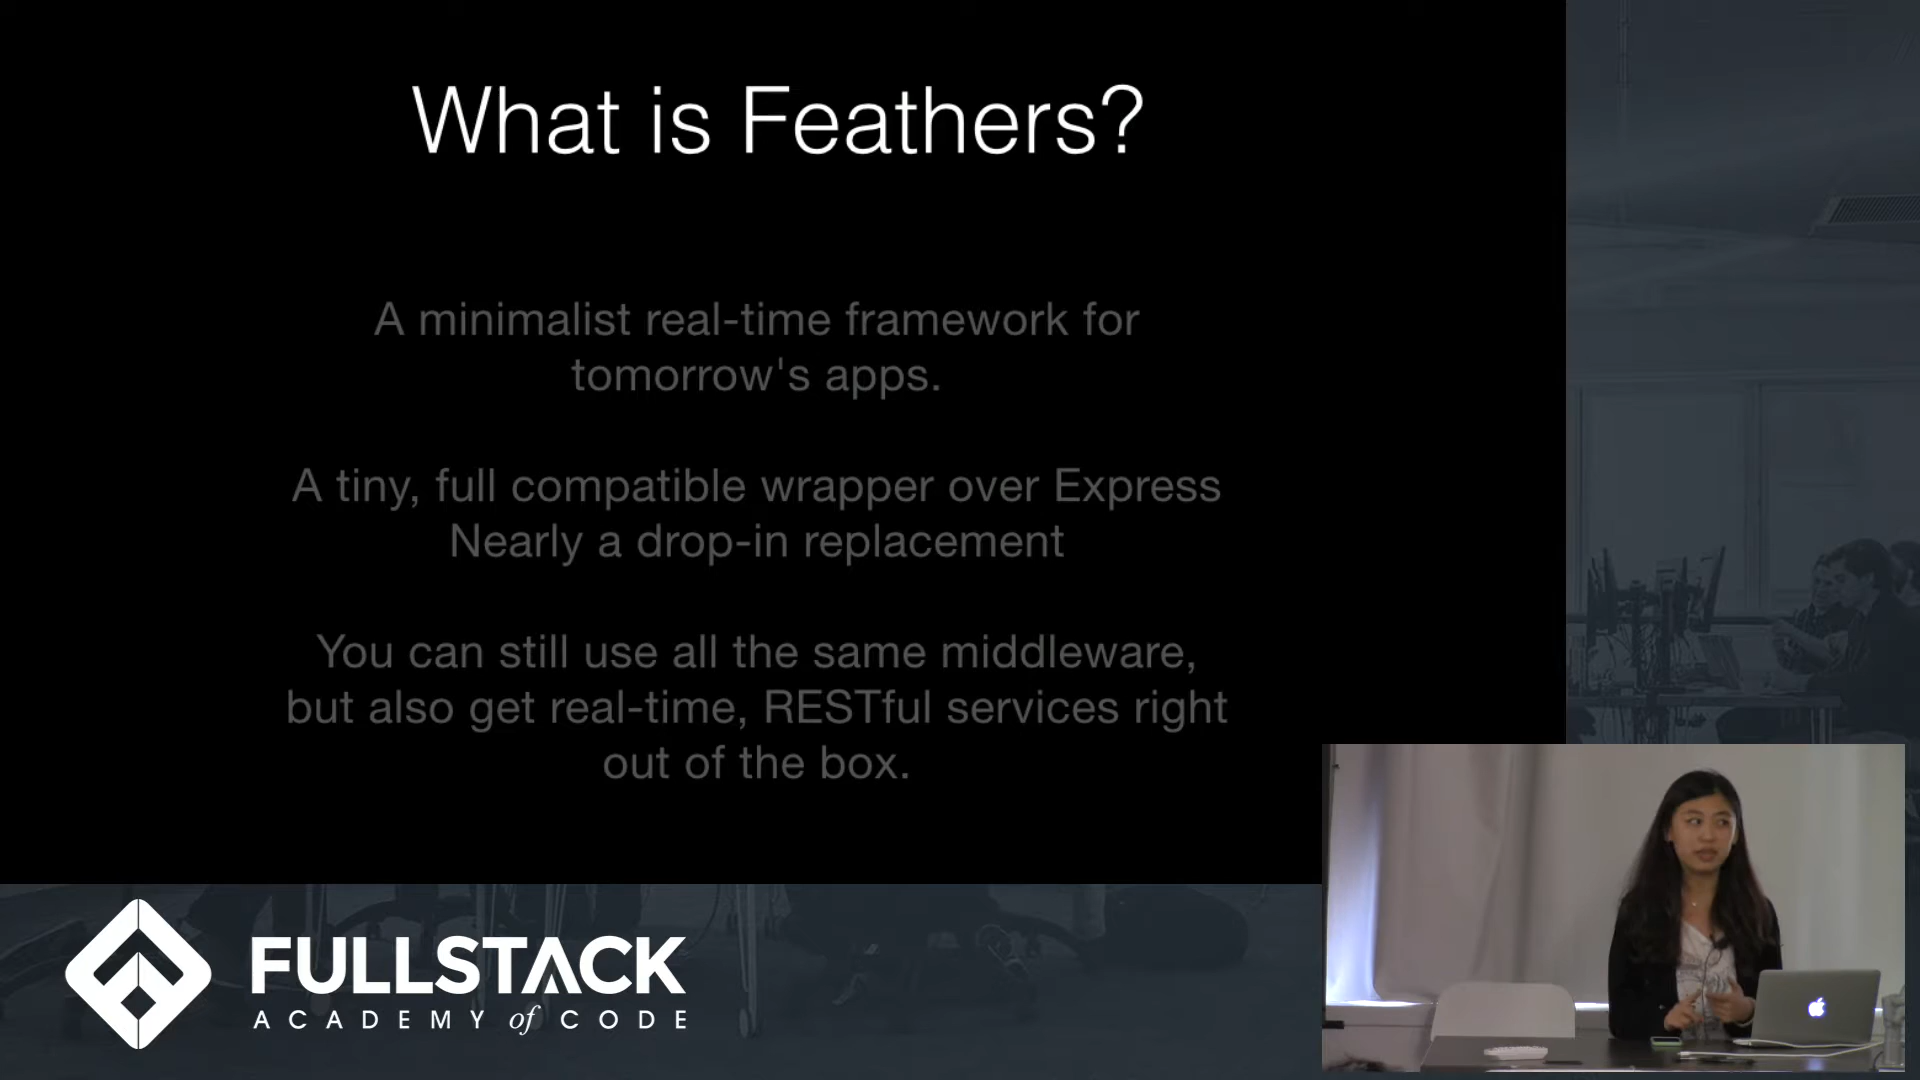 What is Feathers?
A minimalist real-time framework for
tomorrow's apps.
A tiny, full compatible wrapper over Express
Nearly a drop-in replacement
You can still use all the same middleware,
but also get real-time, RESTful services right
out of the box.
FULLSTACK
ACADEMY of CODE